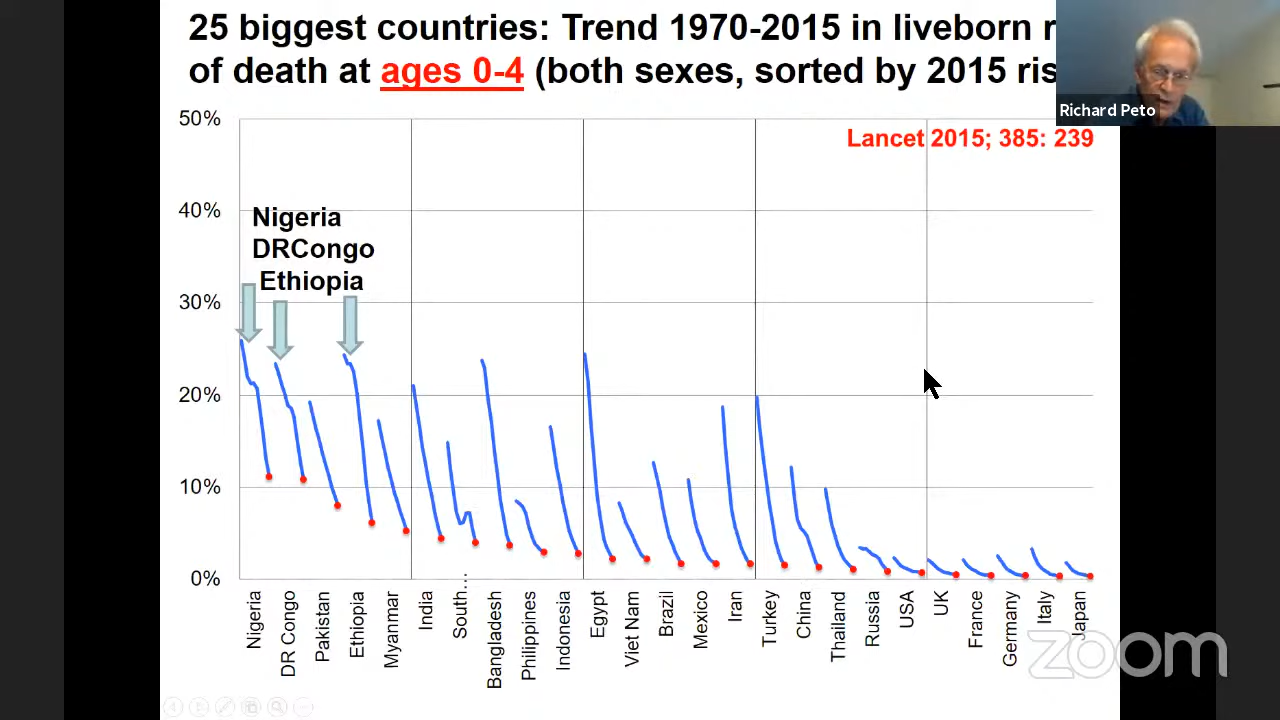 25 biggest countries: Trend 1970-2015 in liveborn
of death at ages 0-4 (both sexes, sorted by 2015
Richard Peto
Lancet 2015; 385: 239
50%
40%
30%
20%
10%
0%
Nigeria
DRCongo
Ethiopia
Nigeria
DR Congo
Pakistan
Ethiopia
Myanmar
India
South...
Bangladesh
Philippines
Indonesia
Egypt
Viet Nam
Brazil
Mexico
Iran
Turkey
China
Thailand
Russia
USA
UK
France
Germany
Italy
Japan
zoom